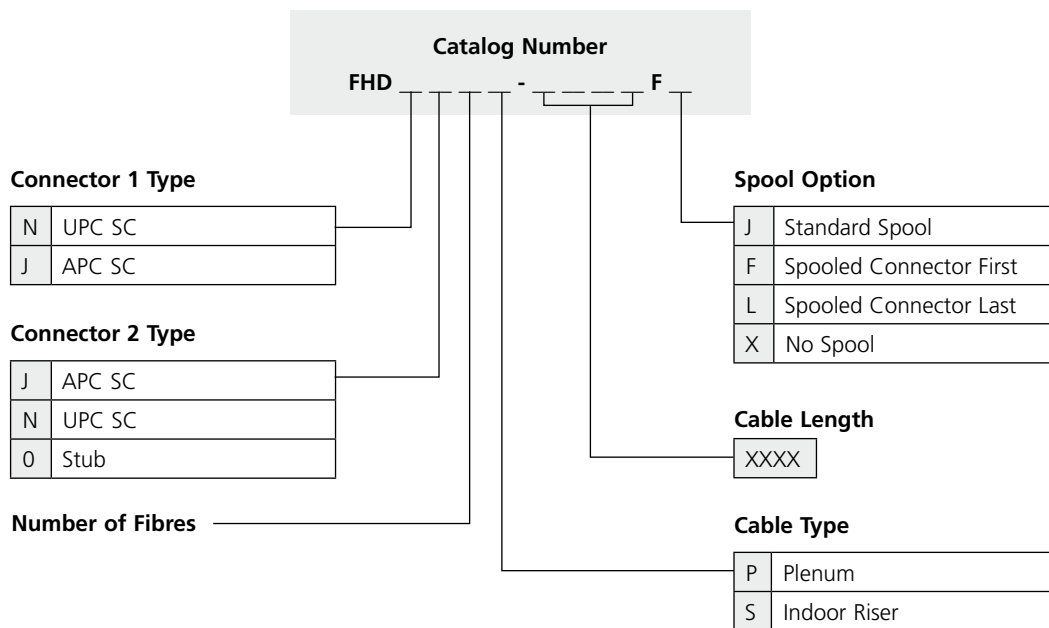 Catalog Number
FHD _ _ _ _ - _ _ _ _ F _
Connector 1 Type
N UPC SC
J APC SC
Connector 2 Type
J APC SC
N UPC SC
0 Stub
Number of Fibres
Spool Option
J Standard Spool
F Spooled Connector First
L Spooled Connector Last
X No Spool
Cable Length
XXXX
Cable Type
P Plenum
S Indoor Riser